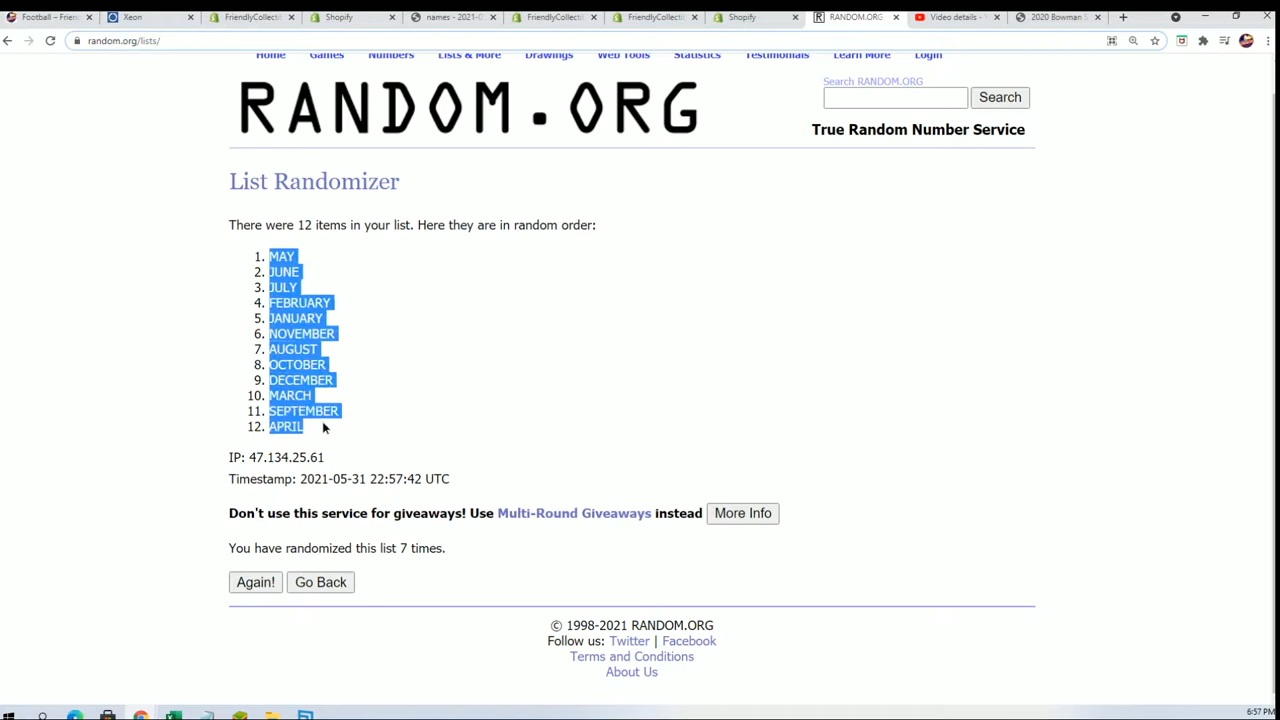 Football – Frien
Xeon
FriendlyCollecti
Shopify
names - 2021-0
FriendlyCollecti
FriendlyCollecti
Shopify
RANDOM.ORG
Video details - Y
2020 Bowman S
random.org/lists/
Home Games Numbers Lists & More Drawings Web Tools Statistics Testimonials Learn More Login
RANDOM.ORG
Search RANDOM.ORG
Search
True Random Number Service
List Randomizer
There were 12 items in your list. Here they are in random order:
1. MAY
2. JUNE
3. JULY
4. FEBRUARY
5. JANUARY
6. NOVEMBER
7. AUGUST
8. OCTOBER
9. DECEMBER
10. MARCH
11. SEPTEMBER
12. APRIL
IP: 47.134.25.61
Timestamp: 2021-05-31 22:57:42 UTC
Don't use this service for giveaways! Use Multi-Round Giveaways instead More Info
You have randomized this list 7 times.
Again! Go Back
© 1998-2021 RANDOM.ORG
Follow us: Twitter | Facebook
Terms and Conditions
About Us
6:57 PM